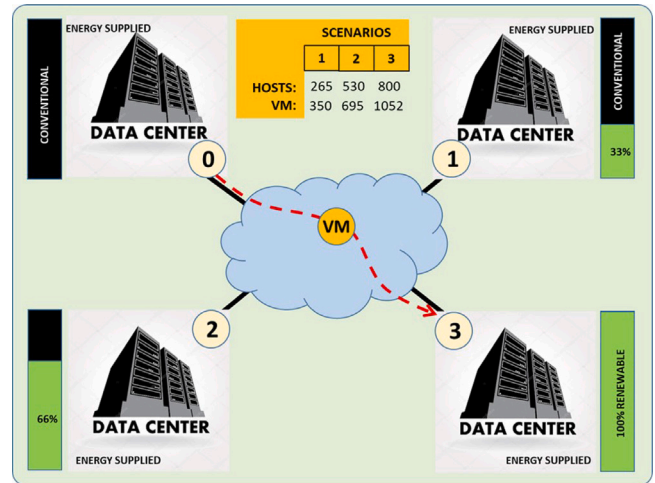 ENERGY SUPPLIED
CONVENTIONAL
DATA CENTER
0
SCENARIOS
1 2 3
HOSTS: 265 530 800
VM: 350 695 1052
ENERGY SUPPLIED
CONVENTIONAL
33%
DATA CENTER
1
VM
2
66%
DATA CENTER
ENERGY SUPPLIED
3
DATA CENTER
100% RENEWABLE
ENERGY SUPPLIED